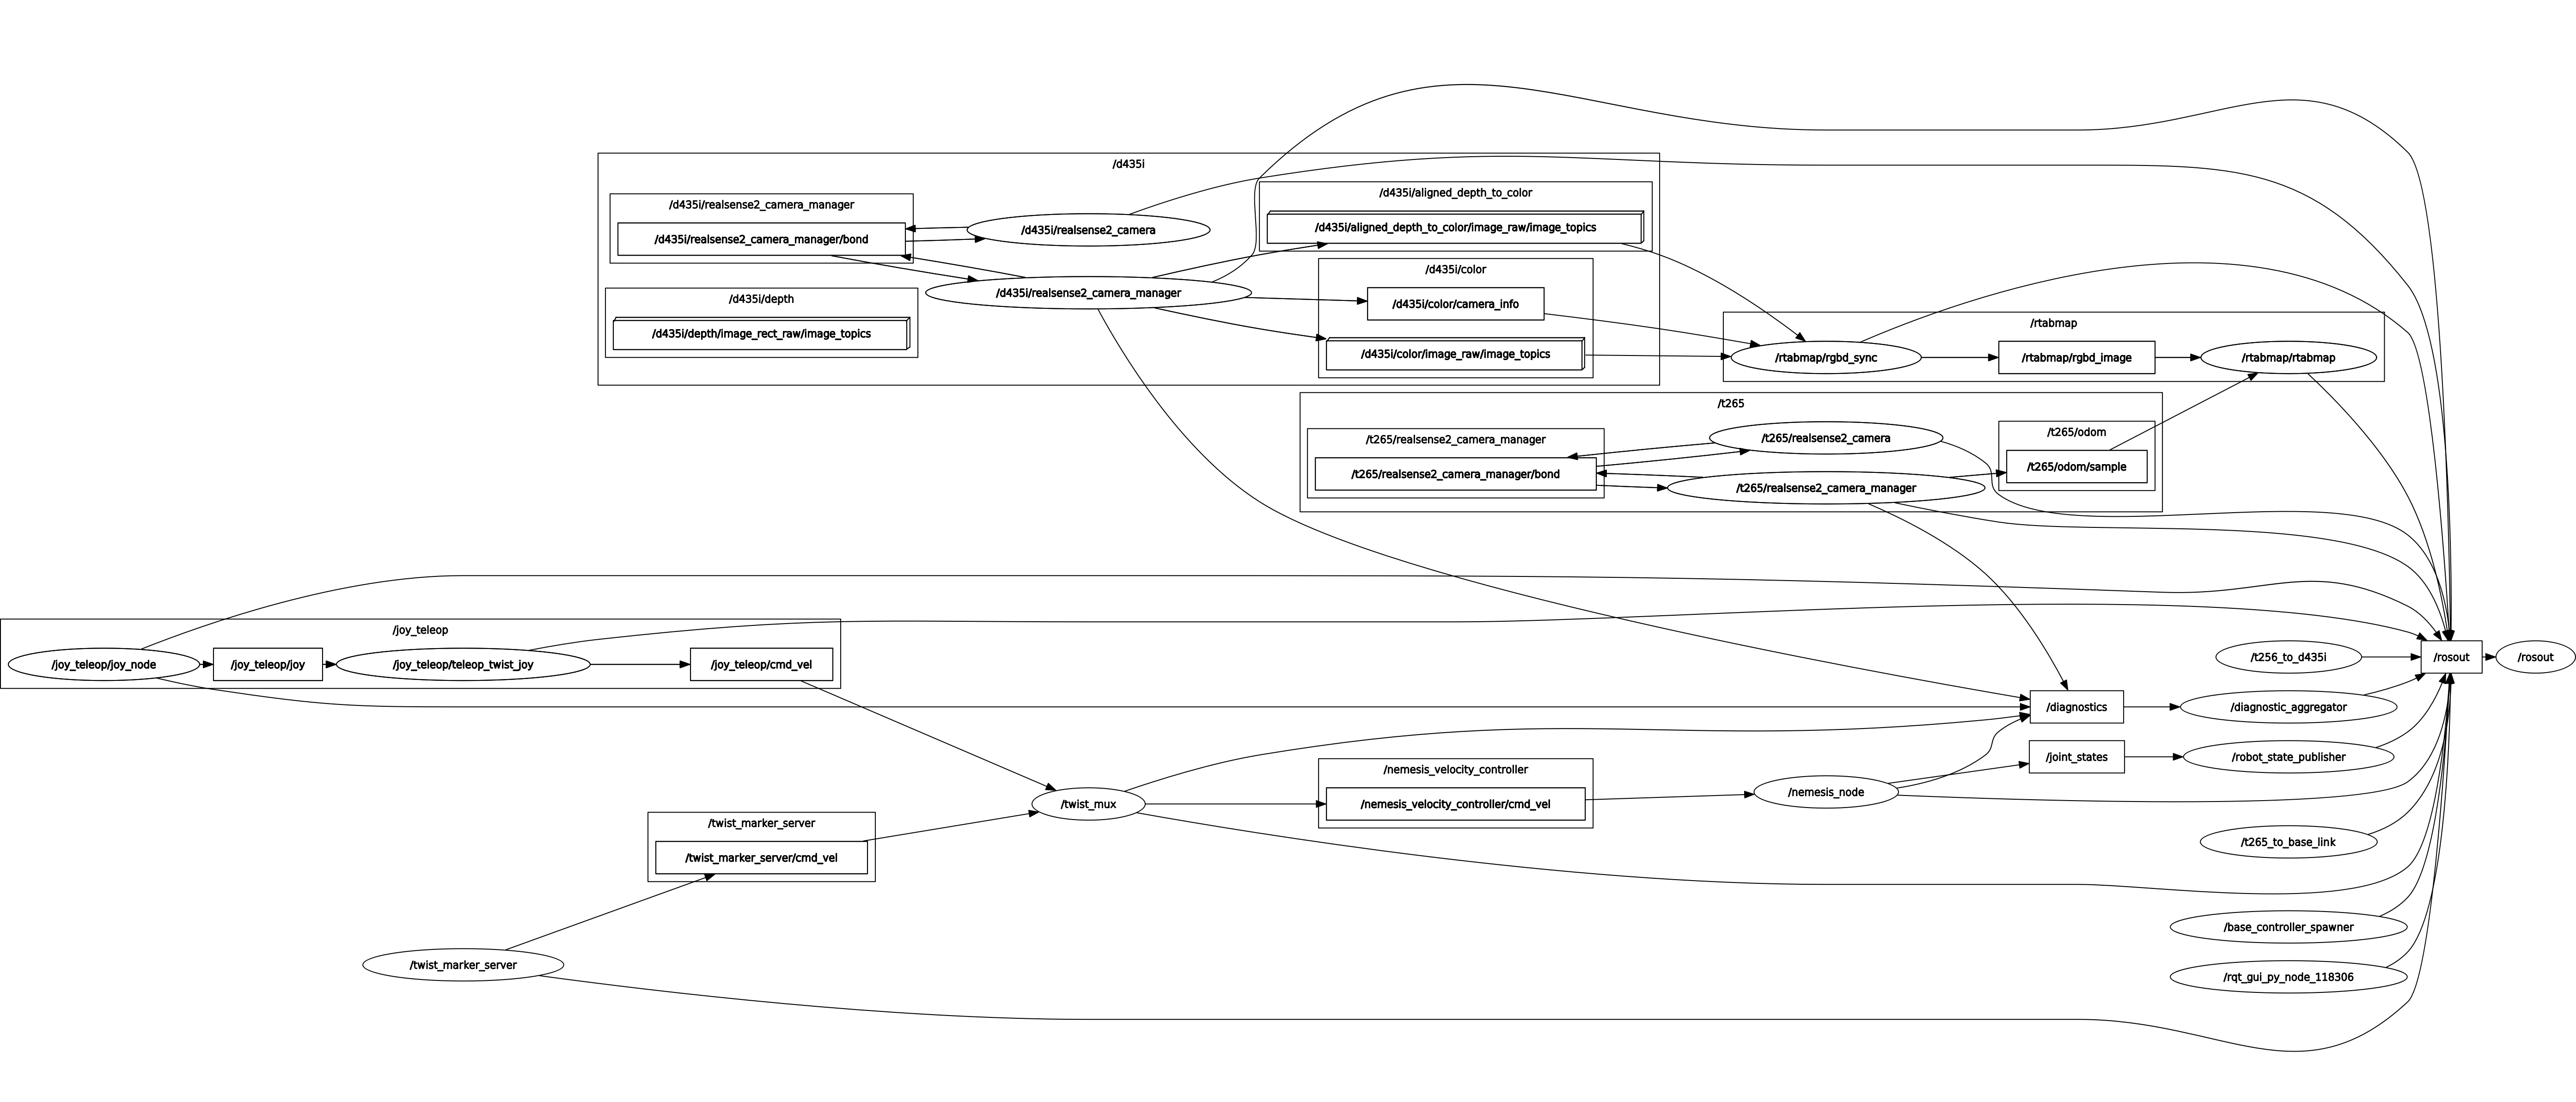 /d435i
/d435i/realsense2_camera_manager
/d435i/realsense2_camera_manager/bond
/d435i/realsense2_camera
/d435i/aligned_depth_to_color
/d435i/aligned_depth_to_color/image_raw/image_topics
/d435i/realsense2_camera_manager
/d435i/depth
/d435i/depth/image_rect_raw/image_topics
/d435i/color
/d435i/color/camera_info
/d435i/color/image_raw/image_topics
/rtabmap
/rtabmap/rgbd_sync
/rtabmap/rgbd_image
/rtabmap/rtabmap
/t265
/t265/realsense2_camera_manager
/t265/realsense2_camera_manager/bond
/t265/realsense2_camera
/t265/realsense2_camera_manager
/t265/odom
/t265/odom/sample
/joy_teleop
/joy_teleop/joy_node
/joy_teleop/joy
/joy_teleop/teleop_twist_joy
/joy_teleop/cmd_vel
/t256_to_d435i
/rosout
/rosout
/diagnostics
/diagnostic_aggregator
/joint_states
/robot_state_publisher
/nemesis_velocity_controller
/nemesis_velocity_controller/cmd_vel
/nemesis_node
/twist_mux
/twist_marker_server
/twist_marker_server/cmd_vel
/t265_to_base_link
/base_controller_spawner
/twist_marker_server
/rqt_gui_py_node_118306